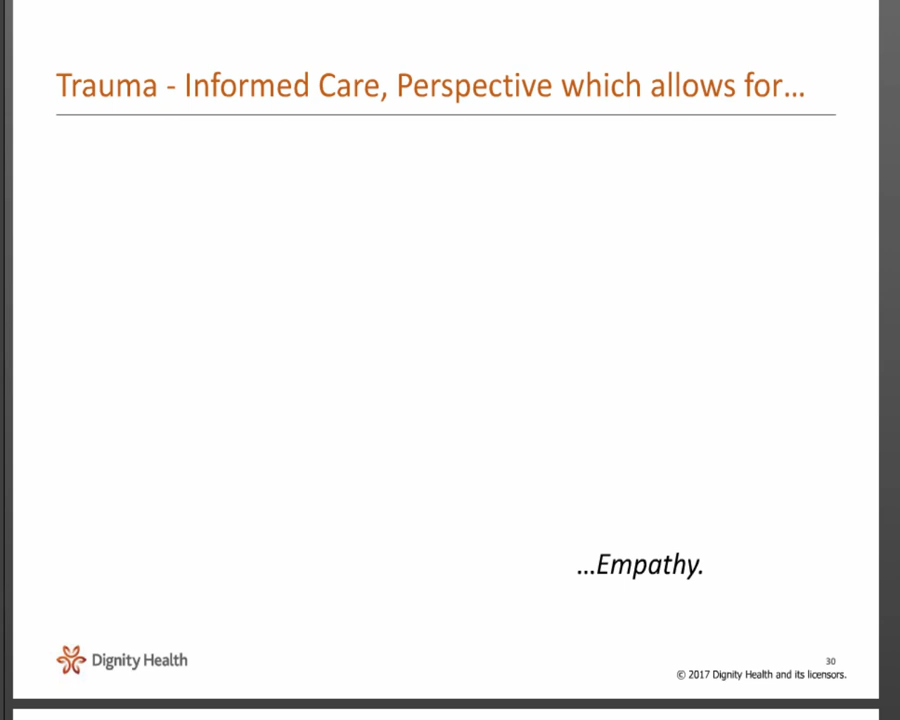 Trauma - Informed Care, Perspective which allows for...
...Empathy.
Dignity Health
30
© 2017 Dignity Health and its licensors.